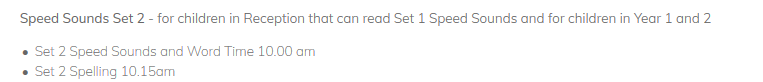 Speed Sounds Set 2 - for children in Reception that can read Set 1 Speed Sounds and for children in Year 1 and 2
• Set 2 Speed Sounds and Word Time 10.00 am
• Set 2 Spelling 10.15am